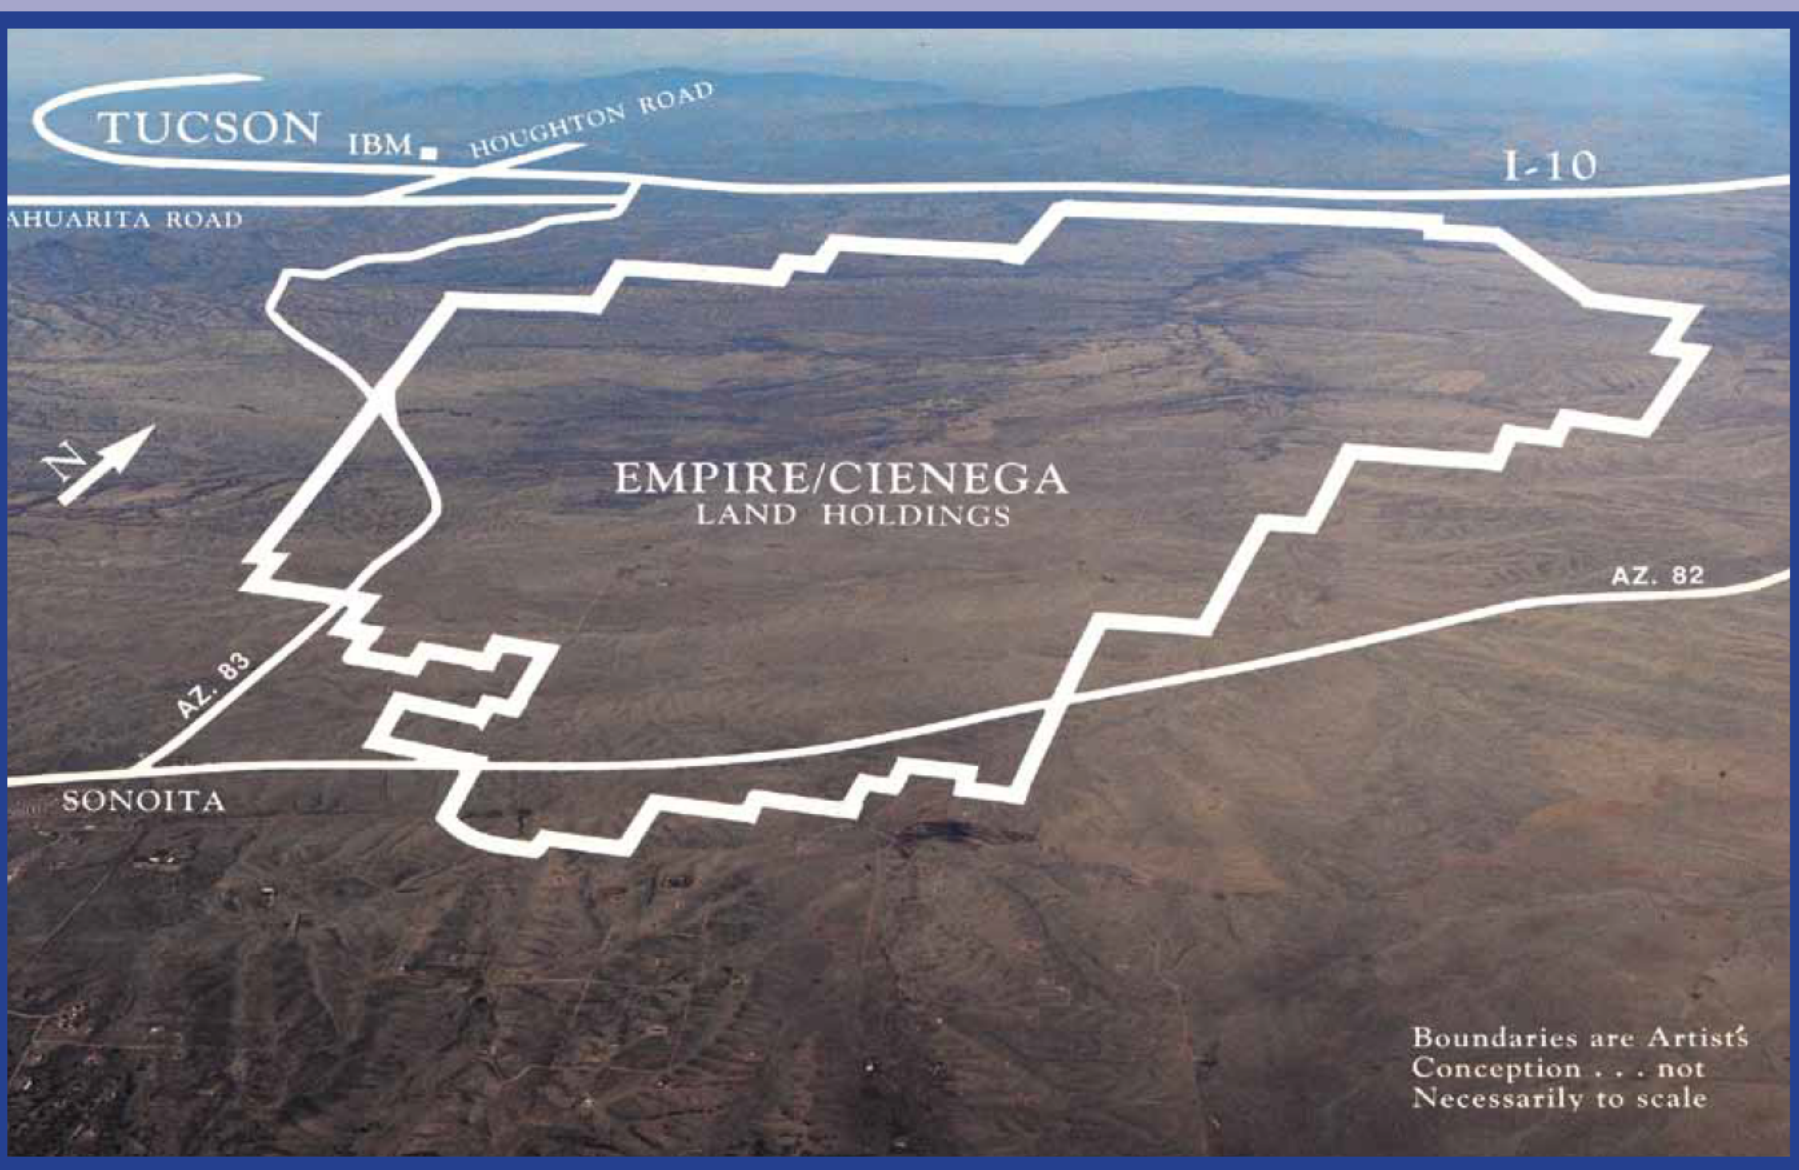 TUCSON
IBM
HOUGHTON ROAD
I-10
AHUARITA ROAD
N
EMPIRE/CIENEGA
LAND HOLDINGS
AZ. 82
AZ. 83
SONOITA
Boundaries are Artist's
Conception . . . not
Necessarily to scale